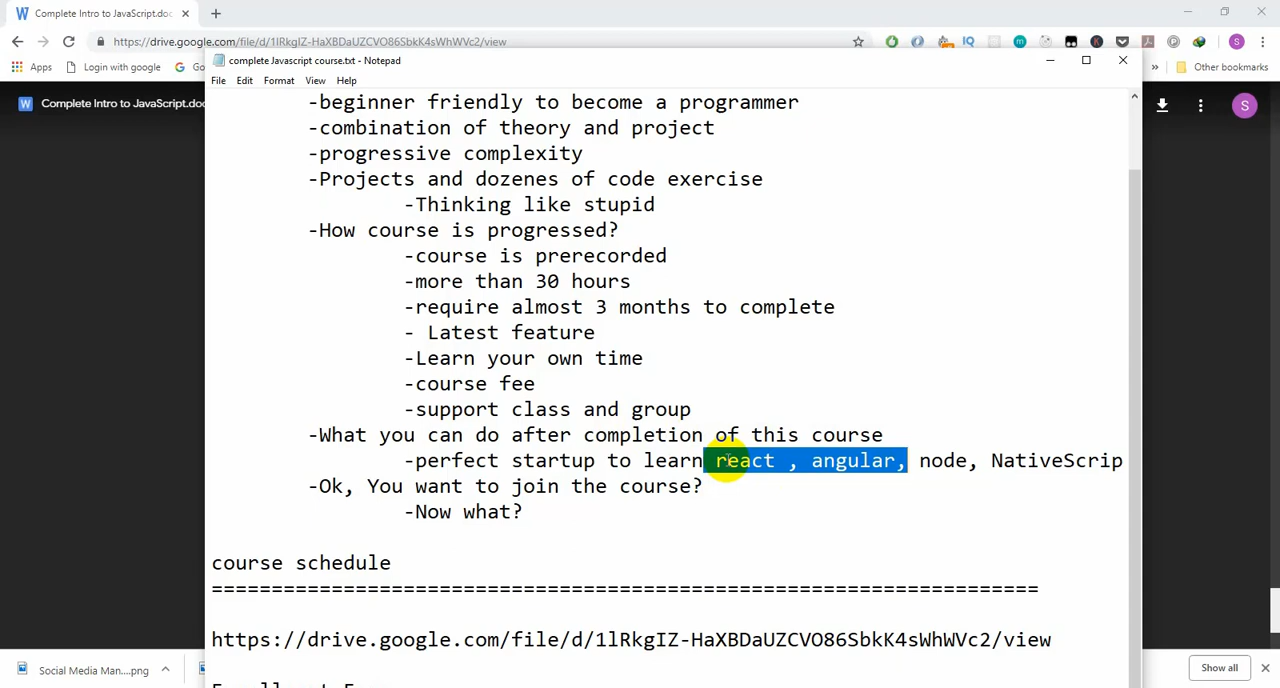 Complete Intro to JavaScript.doc
https://drive.google.com/file/d/1lRkgIZ-HaXBDaUZCVO86SbkK4sWhWVc2/view
Apps Login with google Go
Other bookmarks
Complete Intro to JavaScript.doc
complete Javascript course.txt - Notepad
File Edit Format View Help
-beginner friendly to become a programmer
-combination of theory and project
-progressive complexity
-Projects and dozenes of code exercise
-Thinking like stupid
-How course is progressed?
-course is prerecorded
-more than 30 hours
-require almost 3 months to complete
- Latest feature
-Learn your own time
-course fee
-support class and group
-What you can do after completion of this course
-perfect startup to learn react , angular, node, NativeScrip
-Ok, You want to join the course?
-Now what?
course schedule
=====================================================================
https://drive.google.com/file/d/1lRkgIZ-HaXBDaUZCVO86SbkK4sWhWVc2/view
Social Media Man....png
Show all